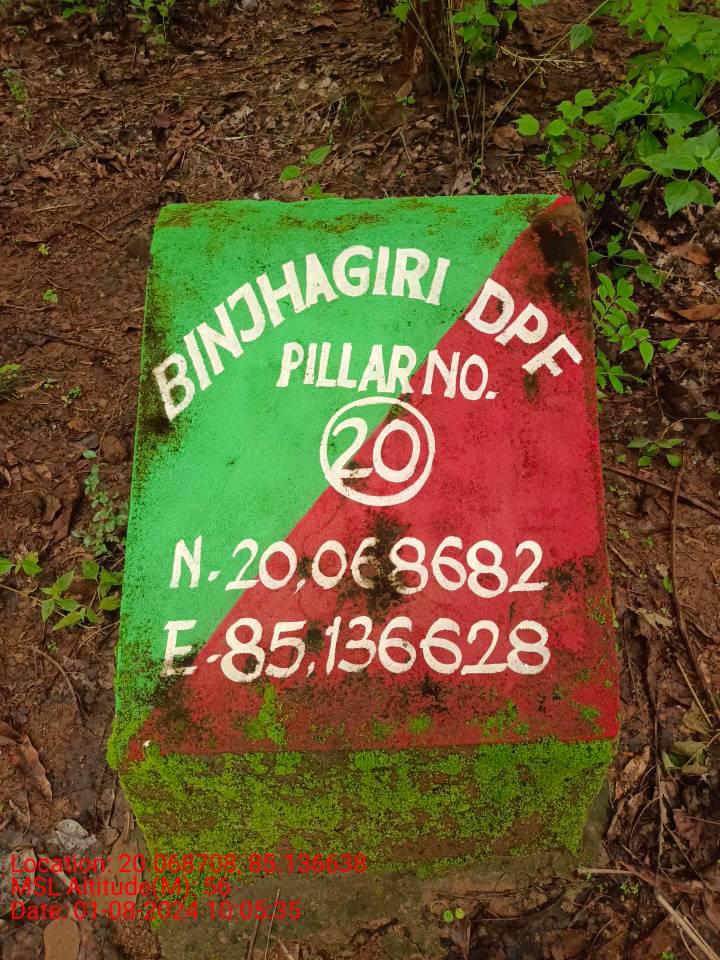 BINJHAGIRI DPF
PILLAR NO.
20
N. 20,068682
E. 85,136628
Location: 20.068708, 85.136638
MSL Altitude(M): 56
Date: 01-08-2024 10:05:35